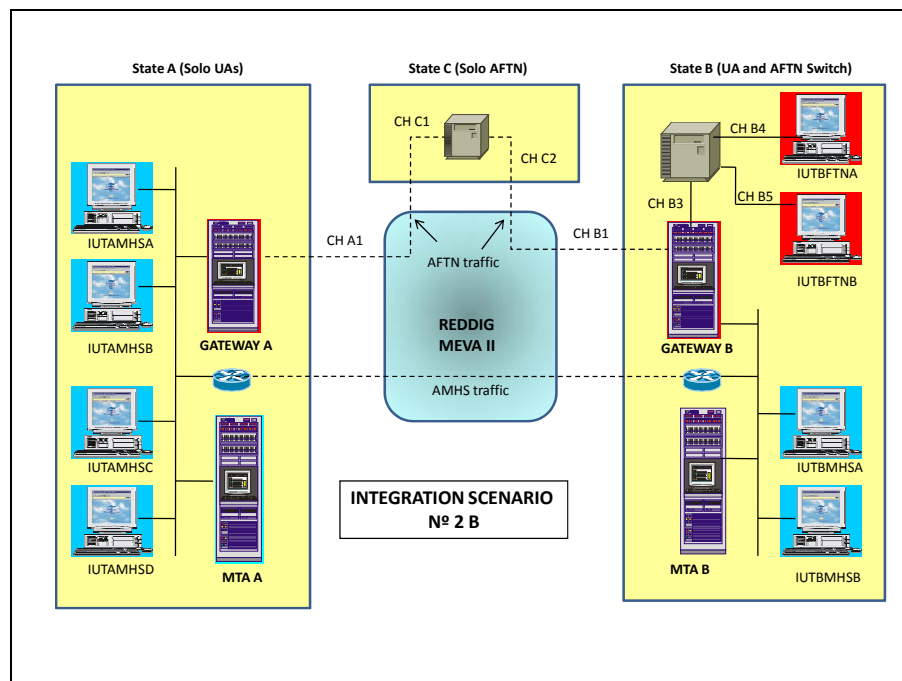 State A (Solo UAs)
State C (Solo AFTN)
State B (UA and AFTN Switch)
CH C1
CH C2
CH B4
IUTBFTNA
CH B5
CH B3
IUTBFTNB
IUTAMHSA
CH A1
CH B1
AFTN traffic
IUTAMHSB
GATEWAY A
REDDIG
MEVA II
GATEWAY B
AMHS traffic
IUTAMHSC
IUTBMHSA
INTEGRATION SCENARIO
Nº 2 B
IUTAMHSD
MTA A
MTA B
IUTBMHSB